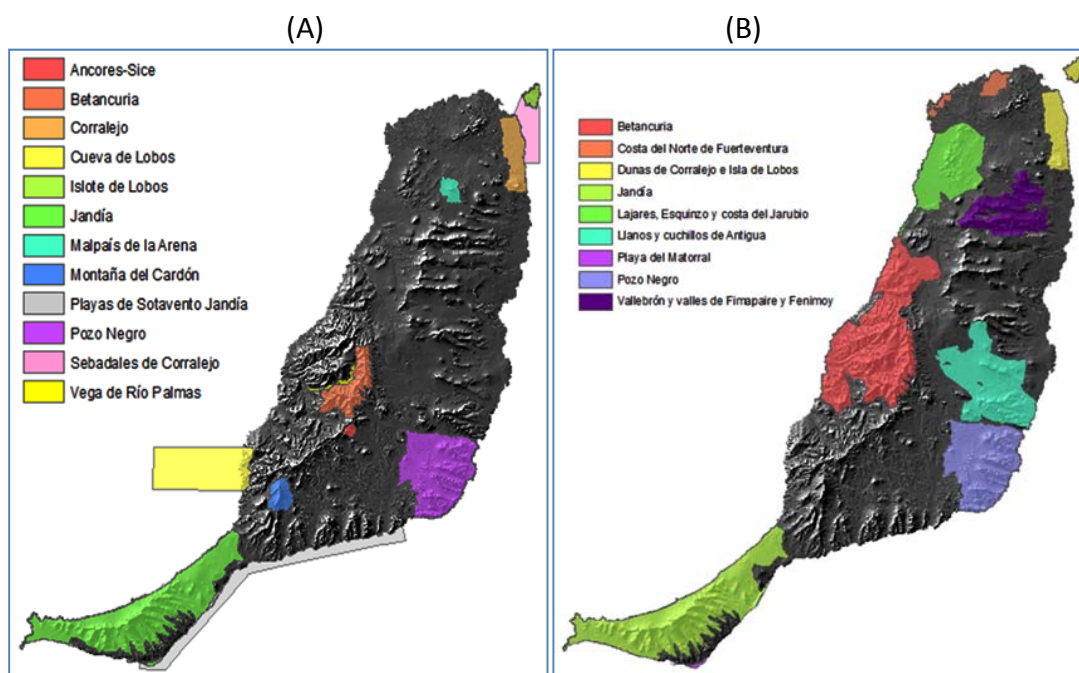 (A)
(B)
Ancores-Sice
Betancuria
Corralejo
Cueva de Lobos
Islote de Lobos
Jandía
Malpaís de la Arena
Montaña del Cardón
Playas de Sotavento Jandía
Pozo Negro
Sebadales de Corralejo
Vega de Río Palmas
Betancuria
Costa del Norte de Fuerteventura
Dunas de Corralejo e Isla de Lobos
Jandía
Lajares, Esquinzo y costa del Jarubio
Llanos y cuchillos de Antigua
Playa del Matorral
Pozo Negro
Vallebrón y valles de Fimapaire y Fenimoy